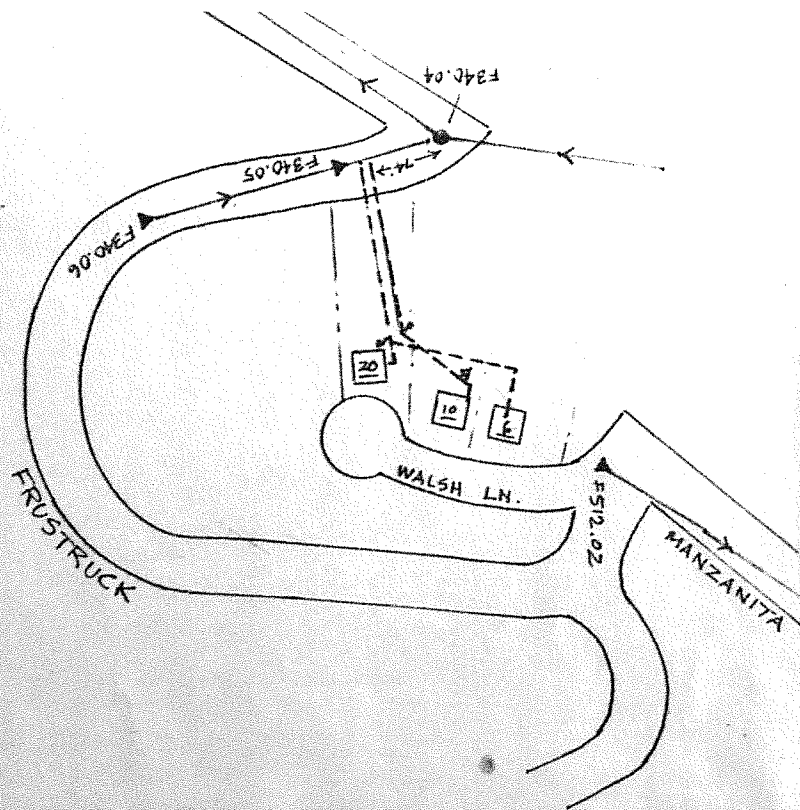 F340.04
74'
F340.05
F340.06
20
10
6
WALSH LN.
F512.02
FRUSTRUCK
MANZANITA